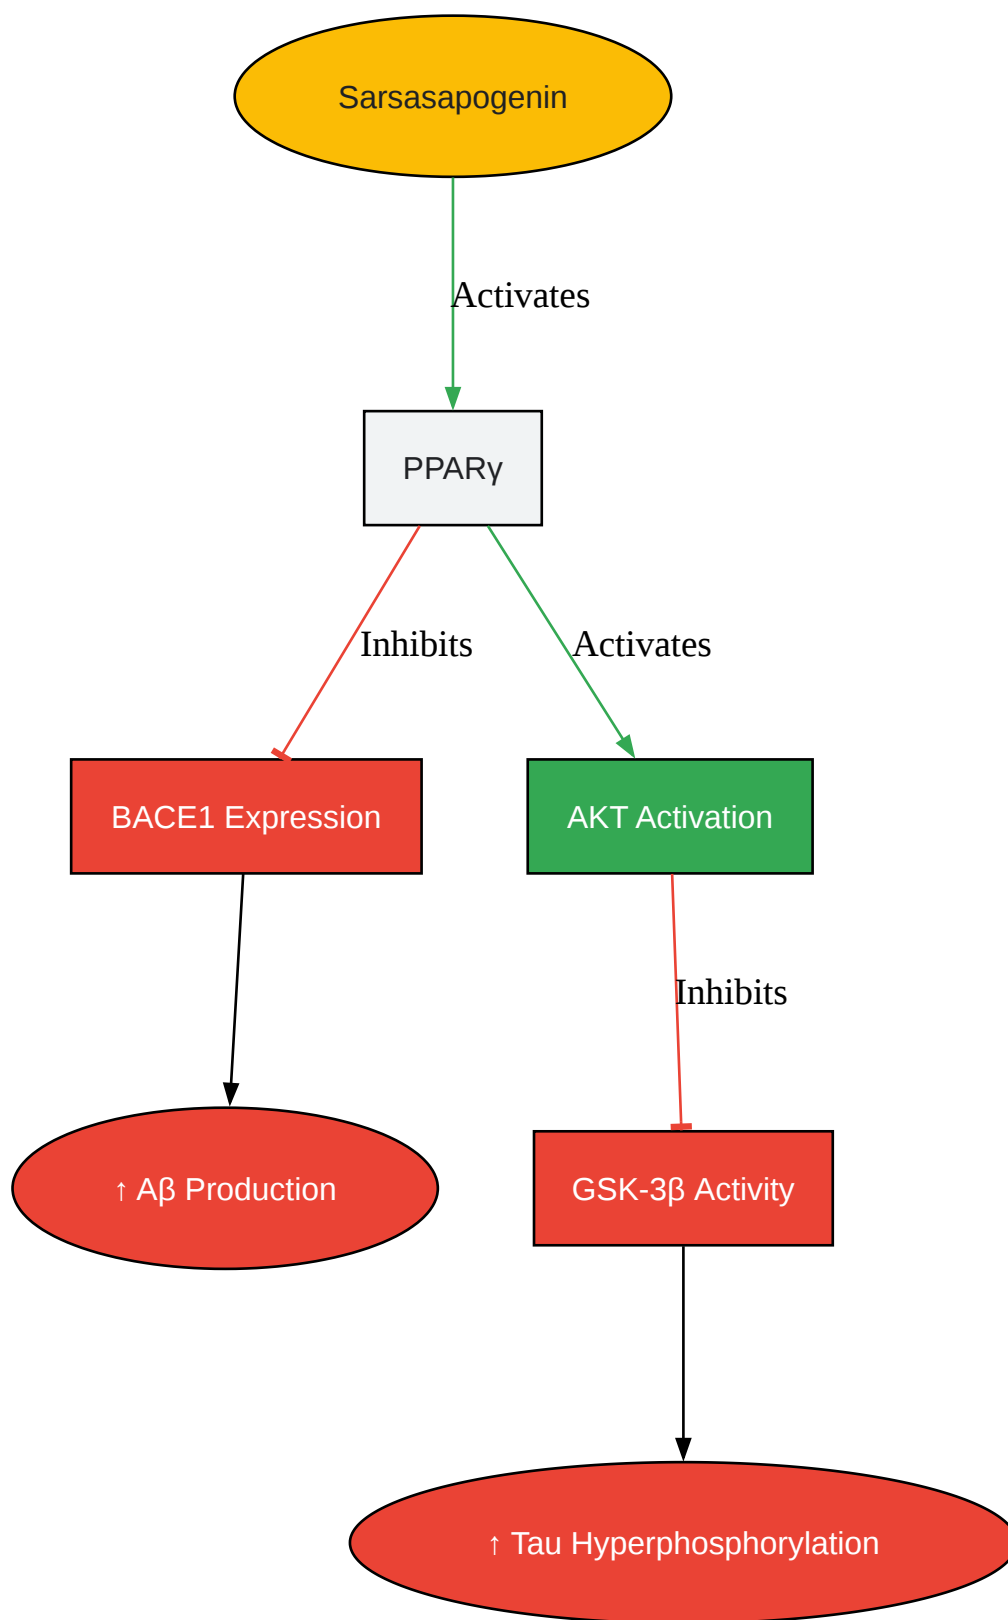 Sarsasapogenin
Activates
PPARγ
Inhibits
Activates
BACE1 Expression
AKT Activation
Inhibits
↑ Aβ Production
GSK-3β Activity
↑ Tau Hyperphosphorylation